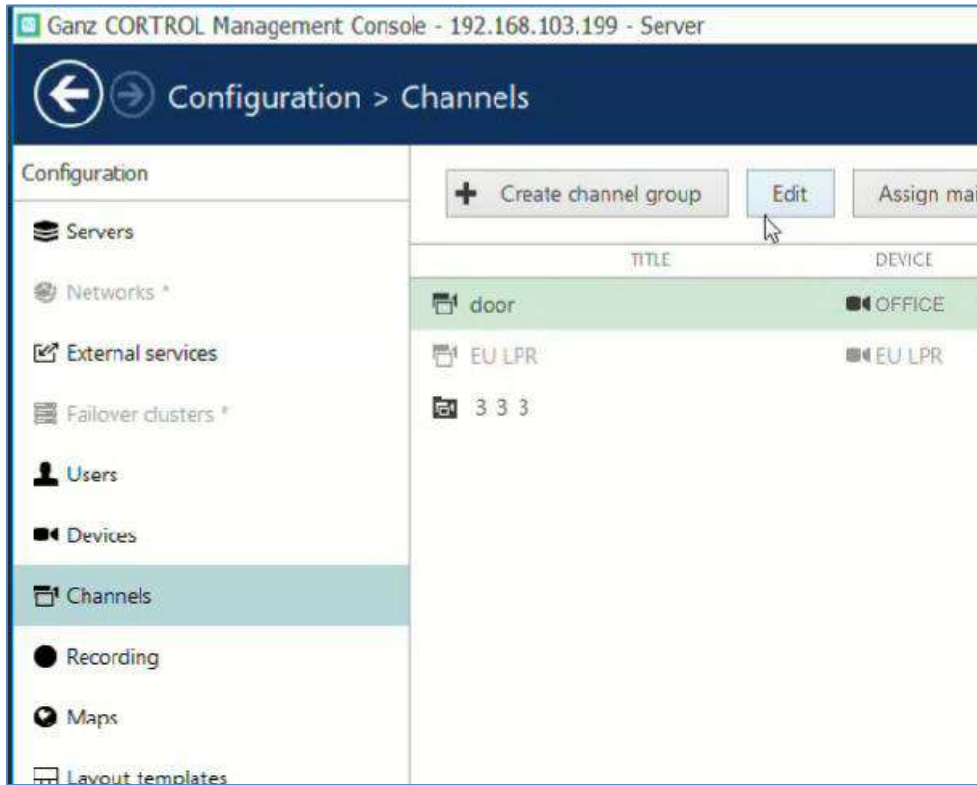 Ganz CORTROL Management Console - 192.168.103.199 - Server
Configuration > Channels
Configuration
Servers
Networks *
External services
Failover clusters *
Users
Devices
Channels
Recording
Maps
Layout templates
+ Create channel group Edit Assign mai
TITLE DEVICE
door OFFICE
EU LPR EU LPR
3 3 3